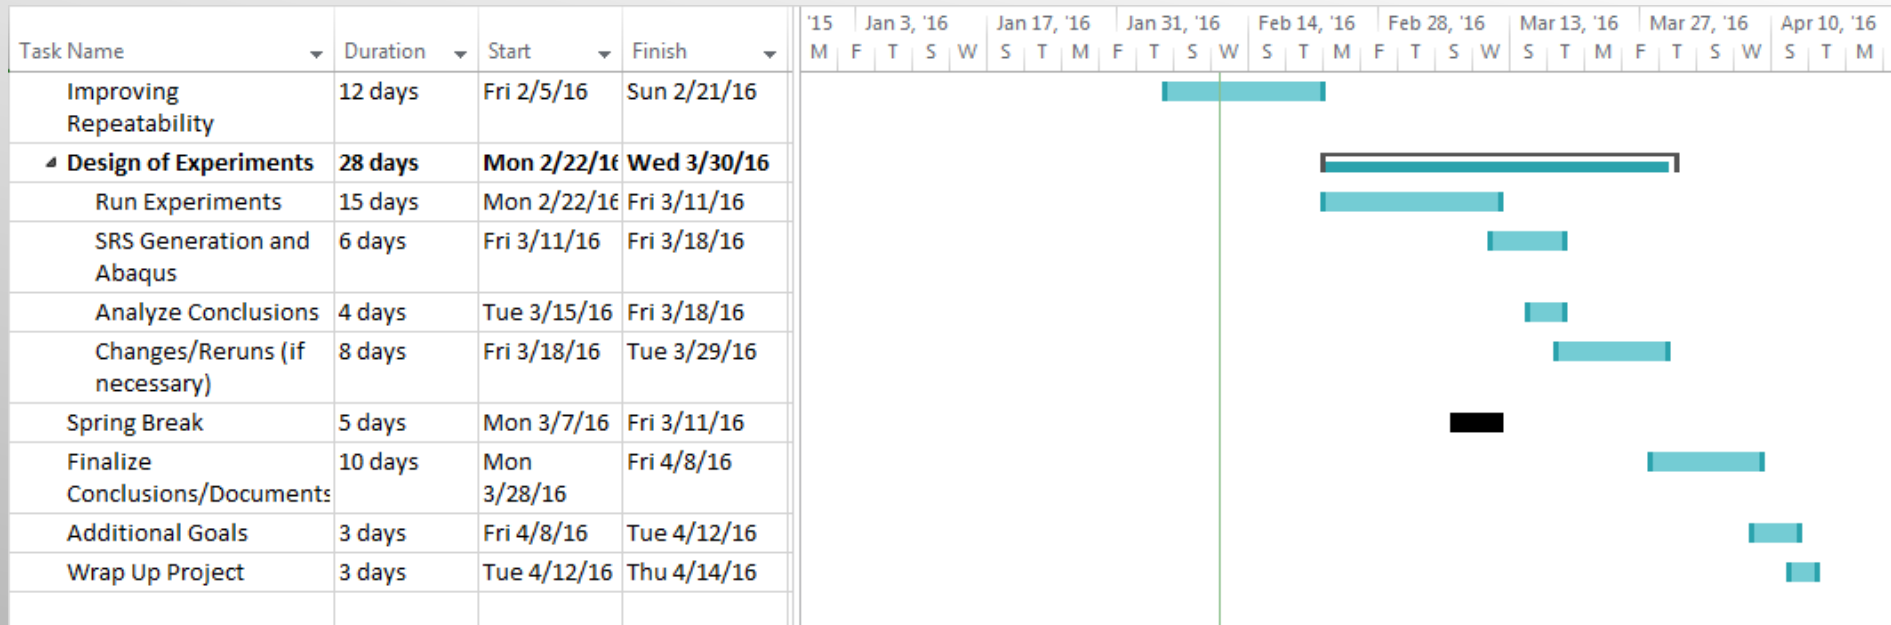 '15 Jan 3, '16 Jan 17, '16 Jan 31, '16 Feb 14, '16 Feb 28, '16 Mar 13, '16 Mar 27, '16 Apr 10, '16
Task Name Duration Start Finish M F T S W S T M F T S W S T M F T S W S T M F T S W S T M
Improving 12 days Fri 2/5/16 Sun 2/21/16
Repeatability
Design of Experiments 28 days Mon 2/22/16 Wed 3/30/16
Run Experiments 15 days Mon 2/22/16 Fri 3/11/16
SRS Generation and 6 days Fri 3/11/16 Fri 3/18/16
Abaqus
Analyze Conclusions 4 days Tue 3/15/16 Fri 3/18/16
Changes/Reruns (if 8 days Fri 3/18/16 Tue 3/29/16
necessary)
Spring Break 5 days Mon 3/7/16 Fri 3/11/16
Finalize 10 days Mon Fri 4/8/16
Conclusions/Documents 3/28/16
Additional Goals 3 days Fri 4/8/16 Tue 4/12/16
Wrap Up Project 3 days Tue 4/12/16 Thu 4/14/16